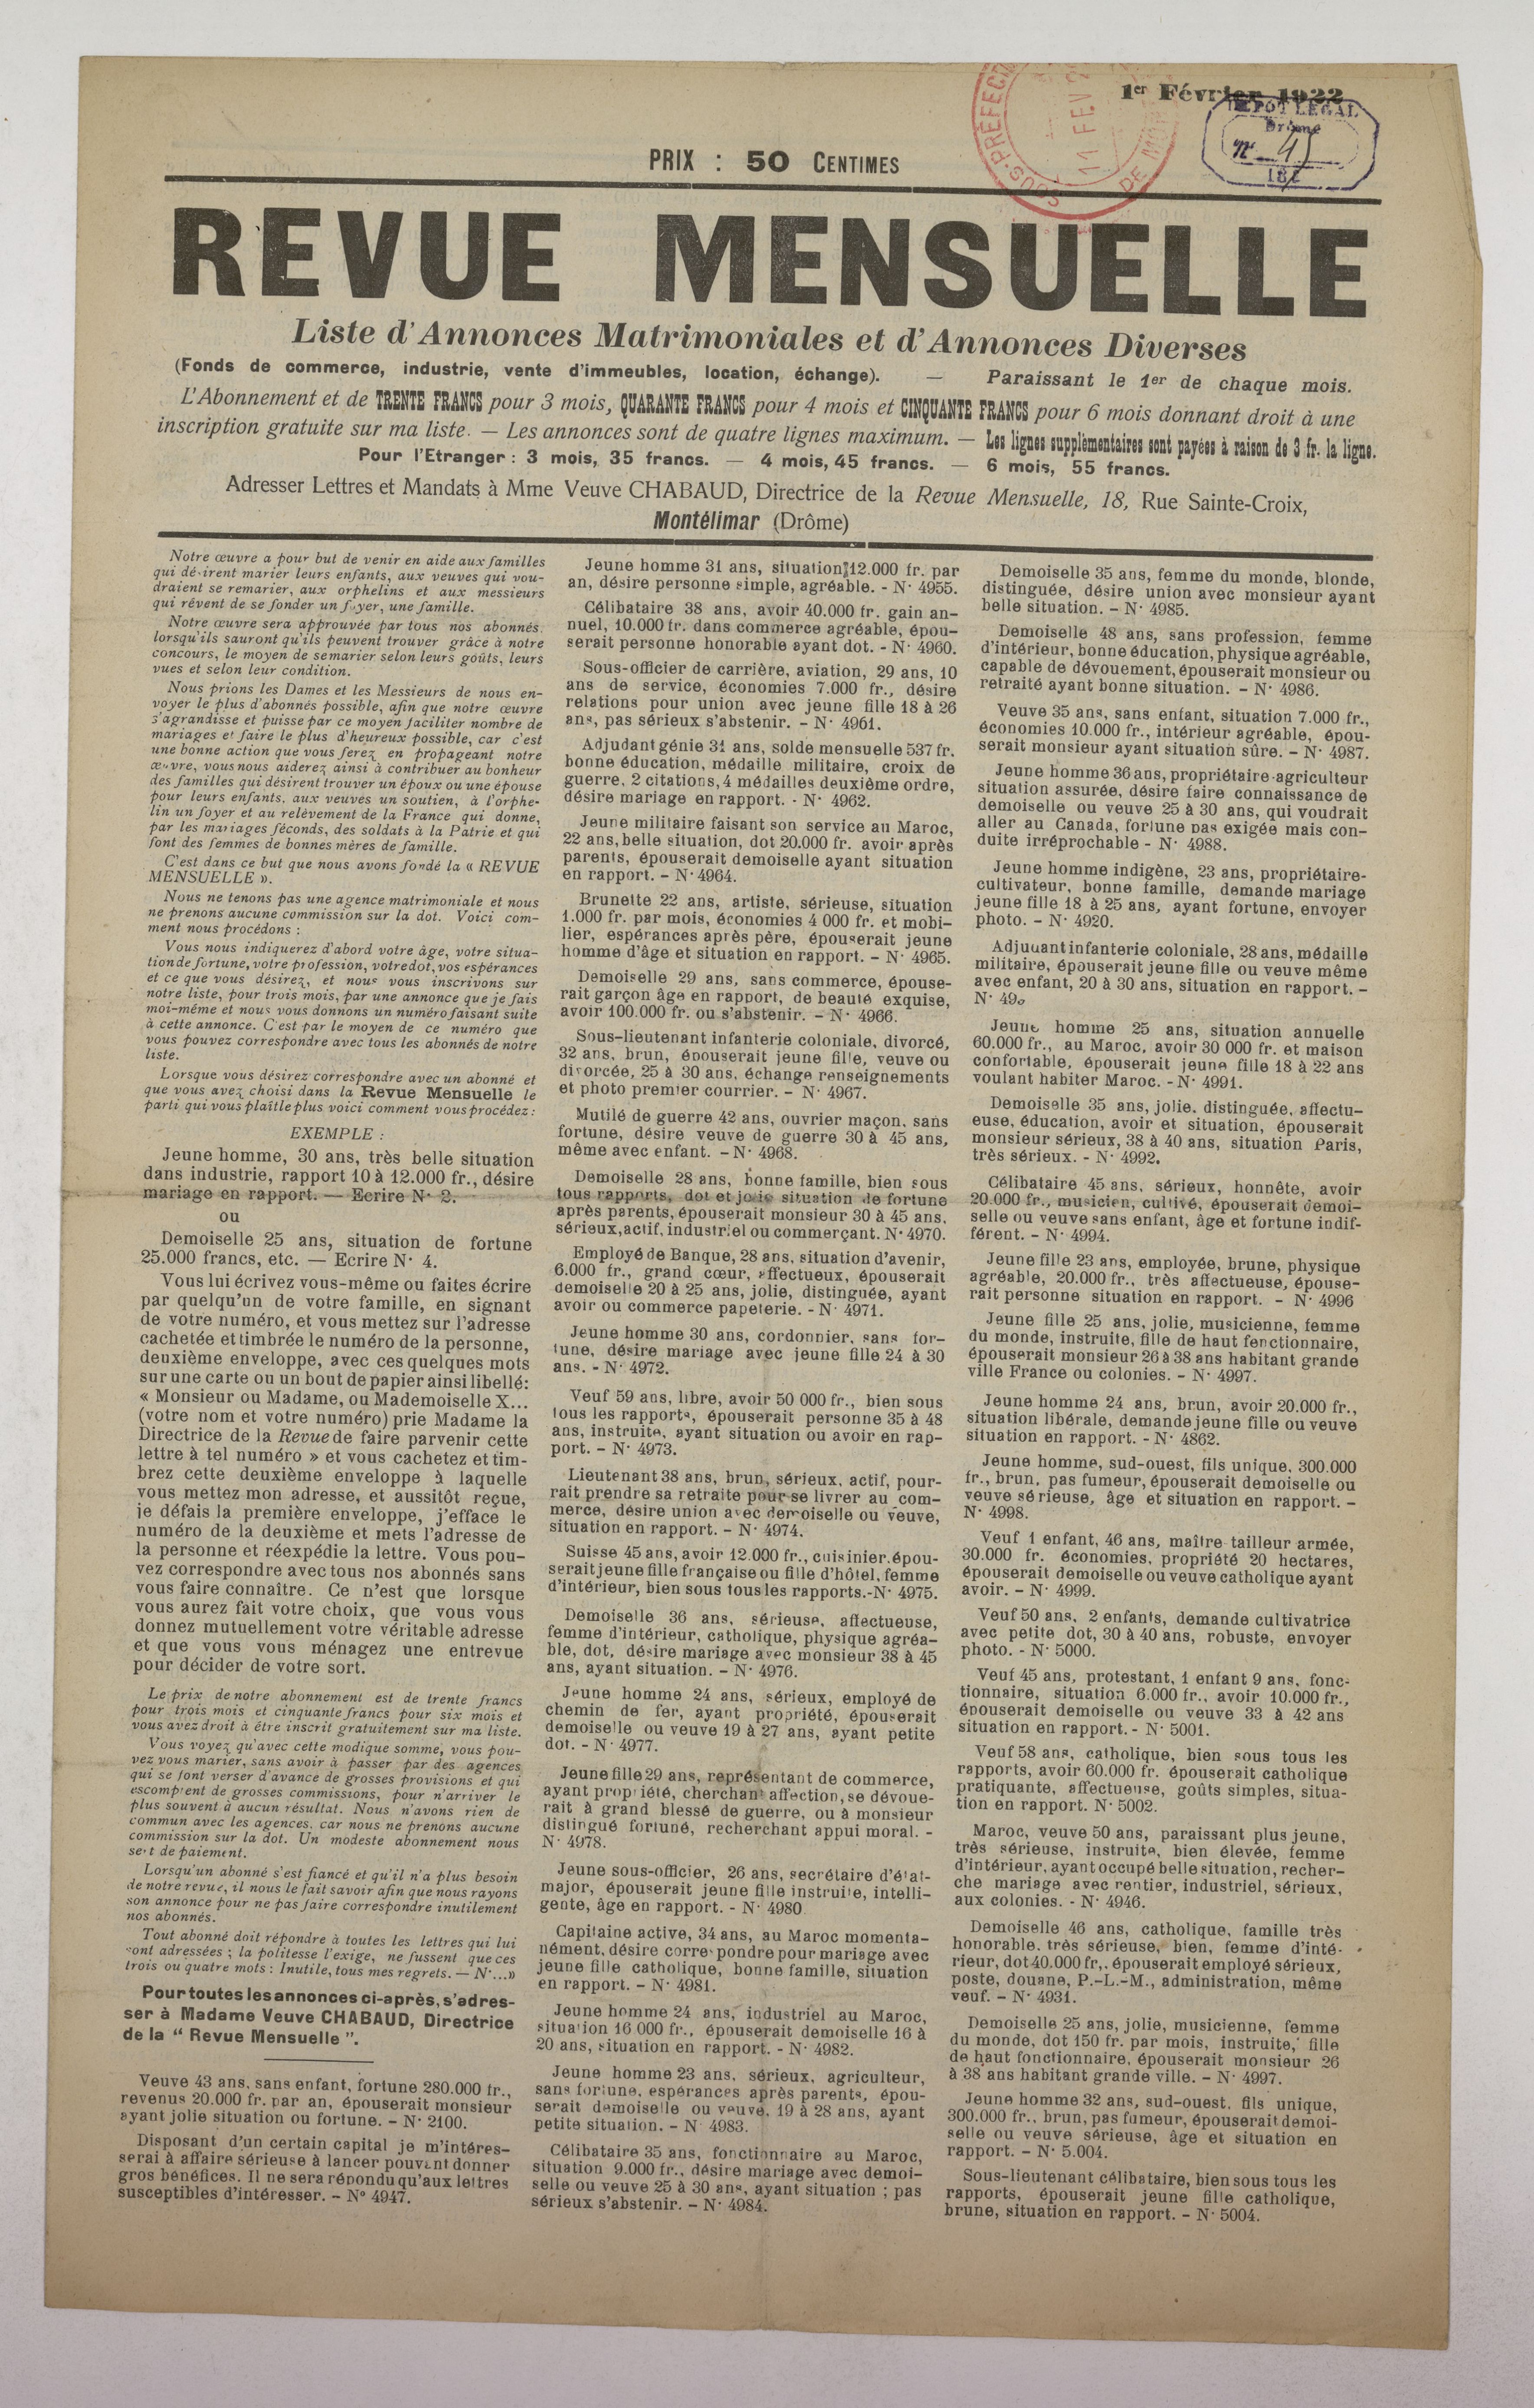 1er Février 1922
SOUS-PRÉFECT
11 FEV 2
DE MON
DÉPOT LEGAL
Drôme
PRIX : 50 CENTIMES
REVUE MENSUELLE
Liste d'Annonces Matrimoniales et d'Annonces Diverses
(Fonds de commerce, industrie, vente d'immeubles, location, échange). — Paraissant le 1er de chaque mois.
L'Abonnement et de TRENTE FRANCS pour 3 mois, QUARANTE FRANCS pour 4 mois et CINQUANTE FRANCS pour 6 mois donnant droit à une
inscription gratuite sur ma liste. — Les annonces sont de quatre lignes maximum. — Les lignes supplèmentaires sont payées à raison de 3 fr. la ligne.
Pour l'Etranger : 3 mois, 35 francs. — 4 mois, 45 francs. — 6 mois, 55 francs.
Adresser Lettres et Mandats à Mme Veuve CHABAUD, Directrice de la Revue Mensuelle, 18, Rue Sainte-Croix,
Montélimar (Drôme)
Notre œuvre a pour but de venir en aide aux familles
qui désirent marier leurs enfants, aux veuves qui vou-
draient se remarier, aux orphelins et aux messieurs
qui rêvent de se fonder un foyer, une famille.
Notre œuvre sera approuvée par tous nos abonnés.
lorsqu'ils sauront qu'ils peuvent trouver grâce à notre
concours, le moyen de semarier selon leurs goûts, leurs
vues et selon leur condition.
Nous prions les Dames et les Messieurs de nous en-
voyer le plus d'abonnés possible, afin que notre œuvre
s'agrandisse et puisse par ce moyen faciliter nombre de
mariages et faire le plus d'heureux possible, car c'est
une bonne action que vous ferez en propageant notre
œuvre, vous nous aiderez ainsi à contribuer au bonheur
des familles qui désirent trouver un époux ou une épouse
pour leurs enfants. aux veuves un soutien, à l'orphe-
lin un foyer et au relèvement de la France qui donne,
par les mariages féconds, des soldats à la Patrie et qui
font des femmes de bonnes mères de famille.
C'est dans ce but que nous avons fondé la « REVUE
MENSUELLE ».
Nous ne tenons pas une agence matrimoniale et nous
ne prenons aucune commission sur la dot. Voici com-
ment nous procédons :
Vous nous indiquerez d'abord votre âge, votre situa-
tion de fortune, votre profession, votre dot, vos espérances
et ce que vous désirez, et nous vous inscrivons sur
notre liste, pour trois mois, par une annonce que je fais
moi-même et nous vous donnons un numéro faisant suite
à cette annonce. C'est par le moyen de ce numéro que
vous pouvez correspondre avec tous les abonnés de notre
liste.
Lorsque vous désirez correspondre avec un abonné et
que vous avez choisi dans la Revue Mensuelle le
parti qui vous plaît le plus voici comment vous procédez :
EXEMPLE :
Jeune homme, 30 ans, très belle situation
dans industrie, rapport 10 à 12.000 fr., désire
mariage en rapport. — Ecrire N· 2.
ou
Demoiselle 25 ans, situation de fortune
25.000 francs, etc. — Ecrire N· 4.
Vous lui écrivez vous-même ou faites écrire
par quelqu'un de votre famille, en signant
de votre numéro, et vous mettez sur l'adresse
cachetée et timbrée le numéro de la personne,
deuxième enveloppe, avec ces quelques mots
sur une carte ou un bout de papier ainsi libellé:
« Monsieur ou Madame, ou Mademoiselle X...
(votre nom et votre numéro) prie Madame la
Directrice de la Revue de faire parvenir cette
lettre à tel numéro » et vous cachetez et tim-
brez cette deuxième enveloppe à laquelle
vous mettez mon adresse, et aussitôt reçue,
je défais la première enveloppe, j'efface le
numéro de la deuxième et mets l'adresse de
la personne et réexpédie la lettre. Vous pou-
vez correspondre avec tous nos abonnés sans
vous faire connaître. Ce n'est que lorsque
vous aurez fait votre choix, que vous vous
donnez mutuellement votre véritable adresse
et que vous vous ménagez une entrevue
pour décider de votre sort.
Le prix de notre abonnement est de trente francs
pour trois mois et cinquante francs pour six mois et
vous avez droit à être inscrit gratuitement sur ma liste.
Vous voyez qu'avec cette modique somme, vous pou-
vez vous marier, sans avoir à passer par des agences
qui se font verser d'avance de grosses provisions et qui
escomptent de grosses commissions, pour n'arriver le
plus souvent à aucun résultat. Nous n'avons rien de
commun avec les agences, car nous ne prenons aucune
commission sur la dot. Un modeste abonnement nous
sert de paiement.
Lorsqu'un abonné s'est fiancé et qu'il n'a plus besoin
de notre revue, il nous le fait savoir afin que nous rayons
son annonce pour ne pas faire correspondre inutilement
nos abonnés.
Tout abonné doit répondre à toutes les lettres qui lui
sont adressées ; la politesse l'exige, ne fussent que ces
trois ou quatre mots : Inutile, tous mes regrets. — N·...»
Pour toutes les annonces ci-après, s'adres-
ser à Madame Veuve CHABAUD, Directrice
de la “ Revue Mensuelle ”.
Veuve 43 ans, sans enfant, fortune 280.000 fr.,
revenus 20.000 fr. par an, épouserait monsieur
ayant jolie situation ou fortune. – N· 2100.
Disposant d'un certain capital je m'intéres-
serai à affaire sérieuse à lancer pouvant donner
gros bénéfices. Il ne sera répondu qu'aux lettres
susceptibles d'intéresser. – N° 4947.
Jeune homme 31 ans, situation 12.000 fr. par
an, désire personne simple, agréable. - N· 4955.
Célibataire 38 ans, avoir 40.000 fr. gain an-
nuel, 10.000 fr. dans commerce agréable, épou-
serait personne honorable ayant dot. - N· 4960.
Sous-officier de carrière, aviation, 29 ans, 10
ans de service, économies 7.000 fr., désire
relations pour union avec jeune fille 18 à 26
ans, pas sérieux s'abstenir. – N· 4961.
Adjudant génie 31 ans, solde mensuelle 537 fr.
bonne éducation, médaille militaire, croix de
guerre, 2 citations, 4 médailles deuxième ordre,
désire mariage en rapport. - N· 4962.
Jeune militaire faisant son service au Maroc,
22 ans, belle situation, dot 20.000 fr. avoir après
parents, épouserait demoiselle ayant situation
en rapport. – N· 4964.
Brunette 22 ans, artiste, sérieuse, situation
1.000 fr. par mois, économies 4 000 fr. et mobi-
lier, espérances après père, épouserait jeune
homme d'âge et situation en rapport. – N· 4965.
Demoiselle 29 ans, sans commerce, épouse-
rait garçon âge en rapport, de beauté exquise,
avoir 100.000 fr. ou s'abstenir. – N· 4966.
Sous-lieutenant infanterie coloniale, divorcé,
32 ans, brun, épouserait jeune fille, veuve ou
divorcée, 25 à 30 ans, échange renseignements
et photo premier courrier. – N· 4967.
Mutilé de guerre 42 ans, ouvrier maçon, sans
fortune, désire veuve de guerre 30 à 45 ans,
même avec enfant. – N· 4968.
Demoiselle 28 ans, bonne famille, bien sous
tous rapports, dot et jolie situation de fortune
après parents, épouserait monsieur 30 à 45 ans,
sérieux, actif, industriel ou commerçant. N· 4970.
Employé de Banque, 28 ans, situation d'avenir,
6.000 fr., grand cœur, affectueux, épouserait
demoiselle 20 à 25 ans, jolie, distinguée, ayant
avoir ou commerce papeterie. - N· 4971.
Jeune homme 30 ans, cordonnier, sans for-
tune, désire mariage avec jeune fille 24 à 30
ans. - N· 4972.
Veuf 59 ans, libre, avoir 50 000 fr., bien sous
tous les rapports, épouserait personne 35 à 48
ans, instruite, ayant situation ou avoir en rap-
port. – N· 4973.
Lieutenant 38 ans, brun, sérieux, actif, pour-
rait prendre sa retraite pour se livrer au com-
merce, désire union avec demoiselle ou veuve,
situation en rapport. – N· 4974.
Suisse 45 ans, avoir 12.000 fr., cuisinier, épou-
serait jeune fille française ou fille d'hôtel, femme
d'intérieur, bien sous tous les rapports.-N· 4975.
Demoiselle 36 ans, sérieuse, affectueuse,
femme d'intérieur, catholique, physique agréa-
ble, dot, désire mariage avec monsieur 38 à 45
ans, ayant situation. – N· 4976.
Jeune homme 24 ans, sérieux, employé de
chemin de fer, ayant propriété, épouserait
demoiselle ou veuve 19 à 27 ans, ayant petite
dot. - N· 4977.
Jeune fille 29 ans, représentant de commerce,
ayant propriété, cherchant affection, se dévoue-
rait à grand blessé de guerre, ou à monsieur
distingué fortuné, recherchant appui moral. -
N· 4978.
Jeune sous-officier, 26 ans, secrétaire d'état-
major, épouserait jeune fille instruite, intelli-
gente, âge en rapport. - N· 4980
Capitaine active, 34 ans, au Maroc momenta-
nément, désire correspondre pour mariage avec
jeune fille catholique, bonne famille, situation
en rapport. – N· 4981.
Jeune homme 24 ans, industriel au Maroc,
situation 16 000 fr., épouserait demoiselle 16 à
20 ans, situation en rapport. - N· 4982.
Jeune homme 23 ans, sérieux, agriculteur,
sans fortune, espérances après parents, épou-
serait demoiselle ou veuve, 19 à 28 ans, ayant
petite situation. – N· 4983.
Célibataire 35 ans, fonctionnaire au Maroc,
situation 9.000 fr., désire mariage avec demoi-
selle ou veuve 25 à 30 ans, ayant situation ; pas
sérieux s'abstenir. – N· 4984.
Demoiselle 35 ans, femme du monde, blonde,
distinguée, désire union avec monsieur ayant
belle situation. – N· 4985.
Demoiselle 48 ans, sans profession, femme
d'intérieur, bonne éducation, physique agréable,
capable de dévouement, épouserait monsieur ou
retraité ayant bonne situation. – N· 4986.
Veuve 35 ans, sans enfant, situation 7.000 fr.,
économies 10.000 fr., intérieur agréable, épou-
serait monsieur ayant situation sûre. – N· 4987.
Jeune homme 36 ans, propriétaire-agriculteur
situation assurée, désire faire connaissance de
demoiselle ou veuve 25 à 30 ans, qui voudrait
aller au Canada, fortune pas exigée mais con-
duite irréprochable - N· 4988.
Jeune homme indigène, 23 ans, propriétaire-
cultivateur, bonne famille, demande mariage
jeune fille 18 à 25 ans, ayant fortune, envoyer
photo. – N· 4920.
Adjudant infanterie coloniale, 28 ans, médaille
militaire, épouserait jeune fille ou veuve même
avec enfant, 20 à 30 ans, situation en rapport. –
N· 49
Jeune homme 25 ans, situation annuelle
60.000 fr., au Maroc, avoir 30 000 fr. et maison
confortable, épouserait jeune fille 18 à 22 ans
voulant habiter Maroc. - N· 4991.
Demoiselle 35 ans, jolie, distinguée, affectu-
euse, éducation, avoir et situation, épouserait
monsieur sérieux, 38 à 40 ans, situation Paris,
très sérieux. - N· 4992.
Célibataire 45 ans, sérieux, honnête, avoir
20.000 fr., musicien, cultivé, épouserait demoi-
selle ou veuve sans enfant, âge et fortune indif-
férent. – N· 4994.
Jeune fille 23 ans, employée, brune, physique
agréable, 20.000 fr., très affectueuse, épouse-
rait personne situation en rapport. – N· 4996
Jeune fille 25 ans, jolie, musicienne, femme
du monde, instruite, fille de haut fonctionnaire,
épouserait monsieur 26 à 38 ans habitant grande
ville France ou colonies. – N· 4997.
Jeune homme 24 ans, brun, avoir 20.000 fr.,
situation libérale, demande jeune fille ou veuve
situation en rapport. - N· 4862.
Jeune homme, sud-ouest, fils unique, 300.000
fr., brun, pas fumeur, épouserait demoiselle ou
veuve sérieuse, âge et situation en rapport. –
N· 4998.
Veuf 1 enfant, 46 ans, maître tailleur armée,
30.000 fr. économies, propriété 20 hectares,
épouserait demoiselle ou veuve catholique ayant
avoir. – N· 4999.
Veuf 50 ans, 2 enfants, demande cultivatrice
avec petite dot, 30 à 40 ans, robuste, envoyer
photo. - N· 5000.
Veuf 45 ans, protestant, 1 enfant 9 ans, fonc-
tionnaire, situation 6.000 fr., avoir 10.000 fr.,
épouserait demoiselle ou veuve 33 à 42 ans
situation en rapport. - N· 5001.
Veuf 58 ans, catholique, bien sous tous les
rapports, avoir 60.000 fr. épouserait catholique
pratiquante, affectueuse, goûts simples, situa-
tion en rapport. N· 5002.
Maroc, veuve 50 ans, paraissant plus jeune,
très sérieuse, instruite, bien élevée, femme
d'intérieur, ayant occupé belle situation, recher-
che mariage avec rentier, industriel, sérieux,
aux colonies. - N· 4946.
Demoiselle 46 ans, catholique, famille très
honorable, très sérieuse, bien, femme d'inté-
rieur, dot 40.000 fr,. épouserait employé sérieux,
poste, douane, P.-L.-M., administration, même
veuf. – N· 4931.
Demoiselle 25 ans, jolie, musicienne, femme
du monde, dot 150 fr. par mois, instruite, fille
de haut fonctionnaire, épouserait monsieur 26
à 38 ans habitant grande ville. – N· 4997.
Jeune homme 32 ans, sud-ouest, fils unique,
300.000 fr., brun, pas fumeur, épouserait demoi-
selle ou veuve sérieuse, âge et situation en
rapport. – N· 5.004.
Sous-lieutenant célibataire, bien sous tous les
rapports, épouserait jeune fille catholique,
brune, situation en rapport. – N· 5004.